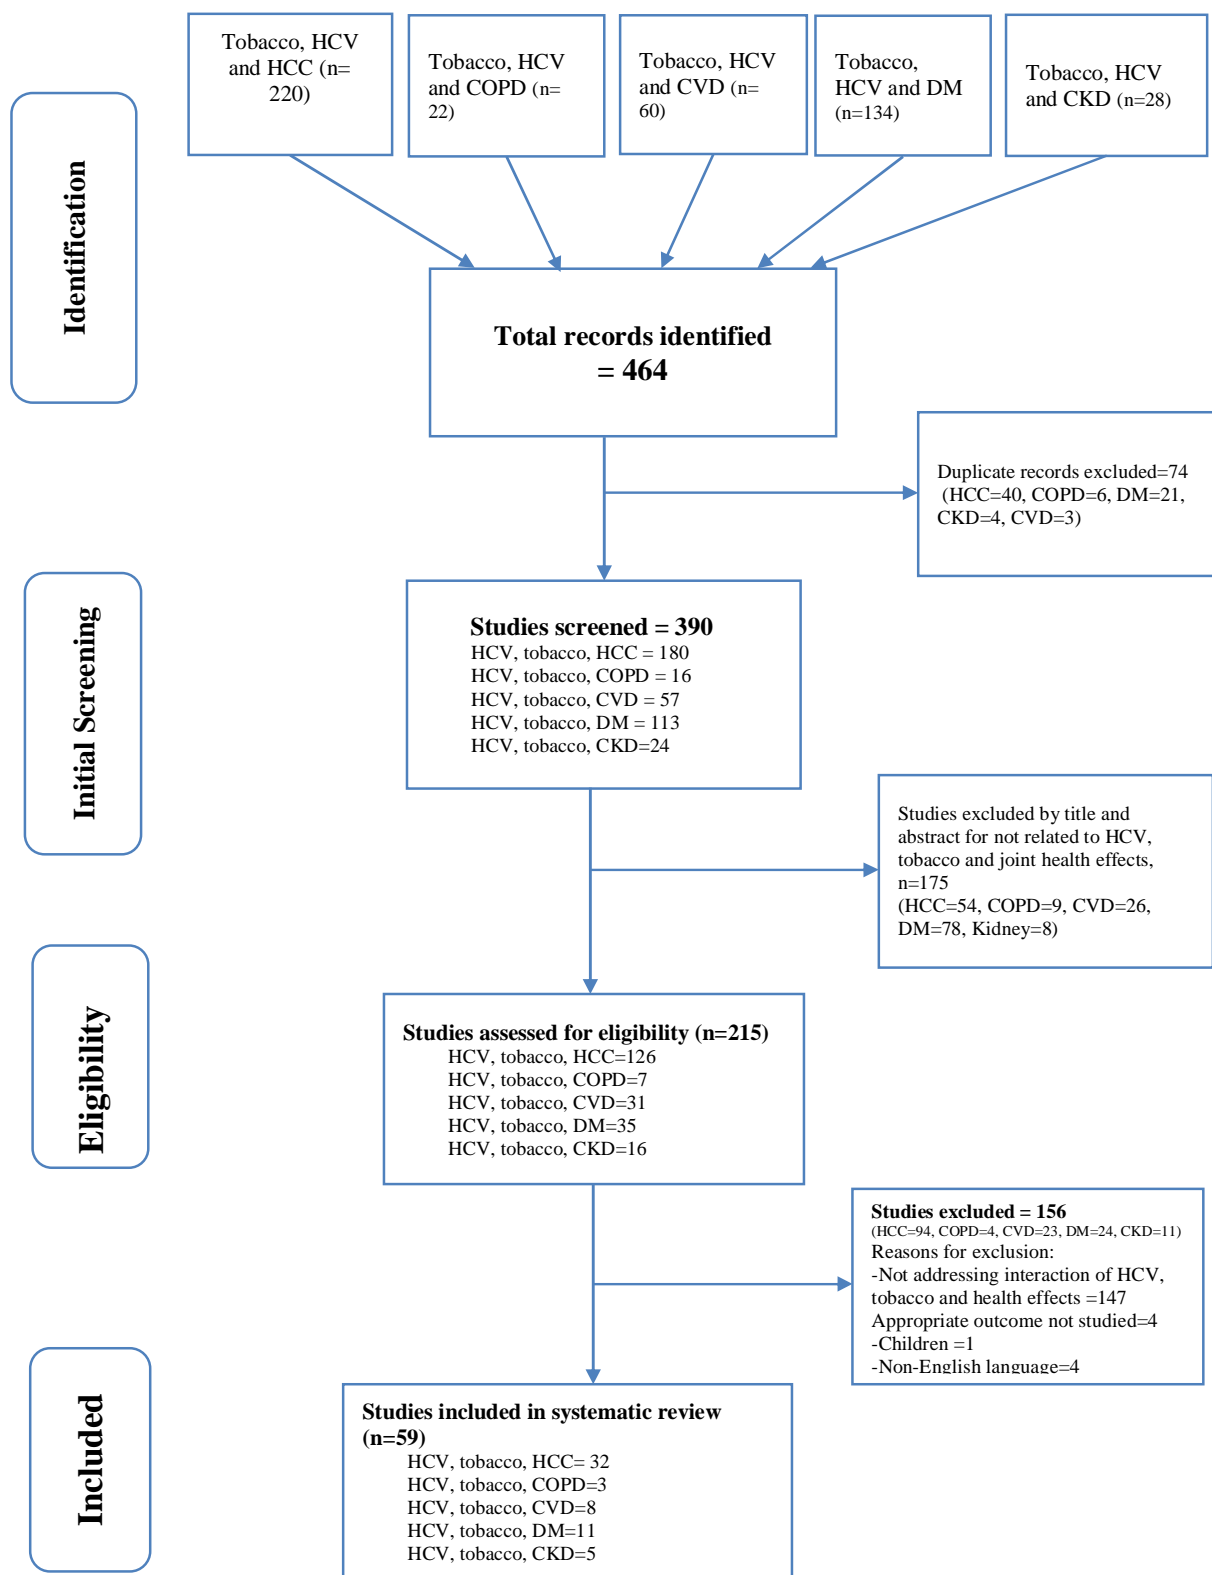 Tobacco, HCV
and HCC (n=
220)
Tobacco, HCV
and COPD (n=
22)
Tobacco, HCV
and CVD (n=
60)
Tobacco,
HCV and DM
(n=134)
Tobacco, HCV
and CKD (n=28)
Identification
Total records identified
= 464
Duplicate records excluded=74
(HCC=40, COPD=6, DM=21,
CKD=4, CVD=3)
Initial Screening
Studies screened = 390
HCV, tobacco, HCC = 180
HCV, tobacco, COPD = 16
HCV, tobacco, CVD = 57
HCV, tobacco, DM = 113
HCV, tobacco, CKD=24
Studies excluded by title and
abstract for not related to HCV,
tobacco and joint health effects,
n=175
(HCC=54, COPD=9, CVD=26,
DM=78, Kidney=8)
Eligibility
Studies assessed for eligibility (n=215)
HCV, tobacco, HCC=126
HCV, tobacco, COPD=7
HCV, tobacco, CVD=31
HCV, tobacco, DM=35
HCV, tobacco, CKD=16
Studies excluded = 156
(HCC=94, COPD=4, CVD=23, DM=24, CKD=11)
Reasons for exclusion:
-Not addressing interaction of HCV,
tobacco and health effects =147
Appropriate outcome not studied=4
-Children =1
-Non-English language=4
Included
Studies included in systematic review
(n=59)
HCV, tobacco, HCC= 32
HCV, tobacco, COPD=3
HCV, tobacco, CVD=8
HCV, tobacco, DM=11
HCV, tobacco, CKD=5